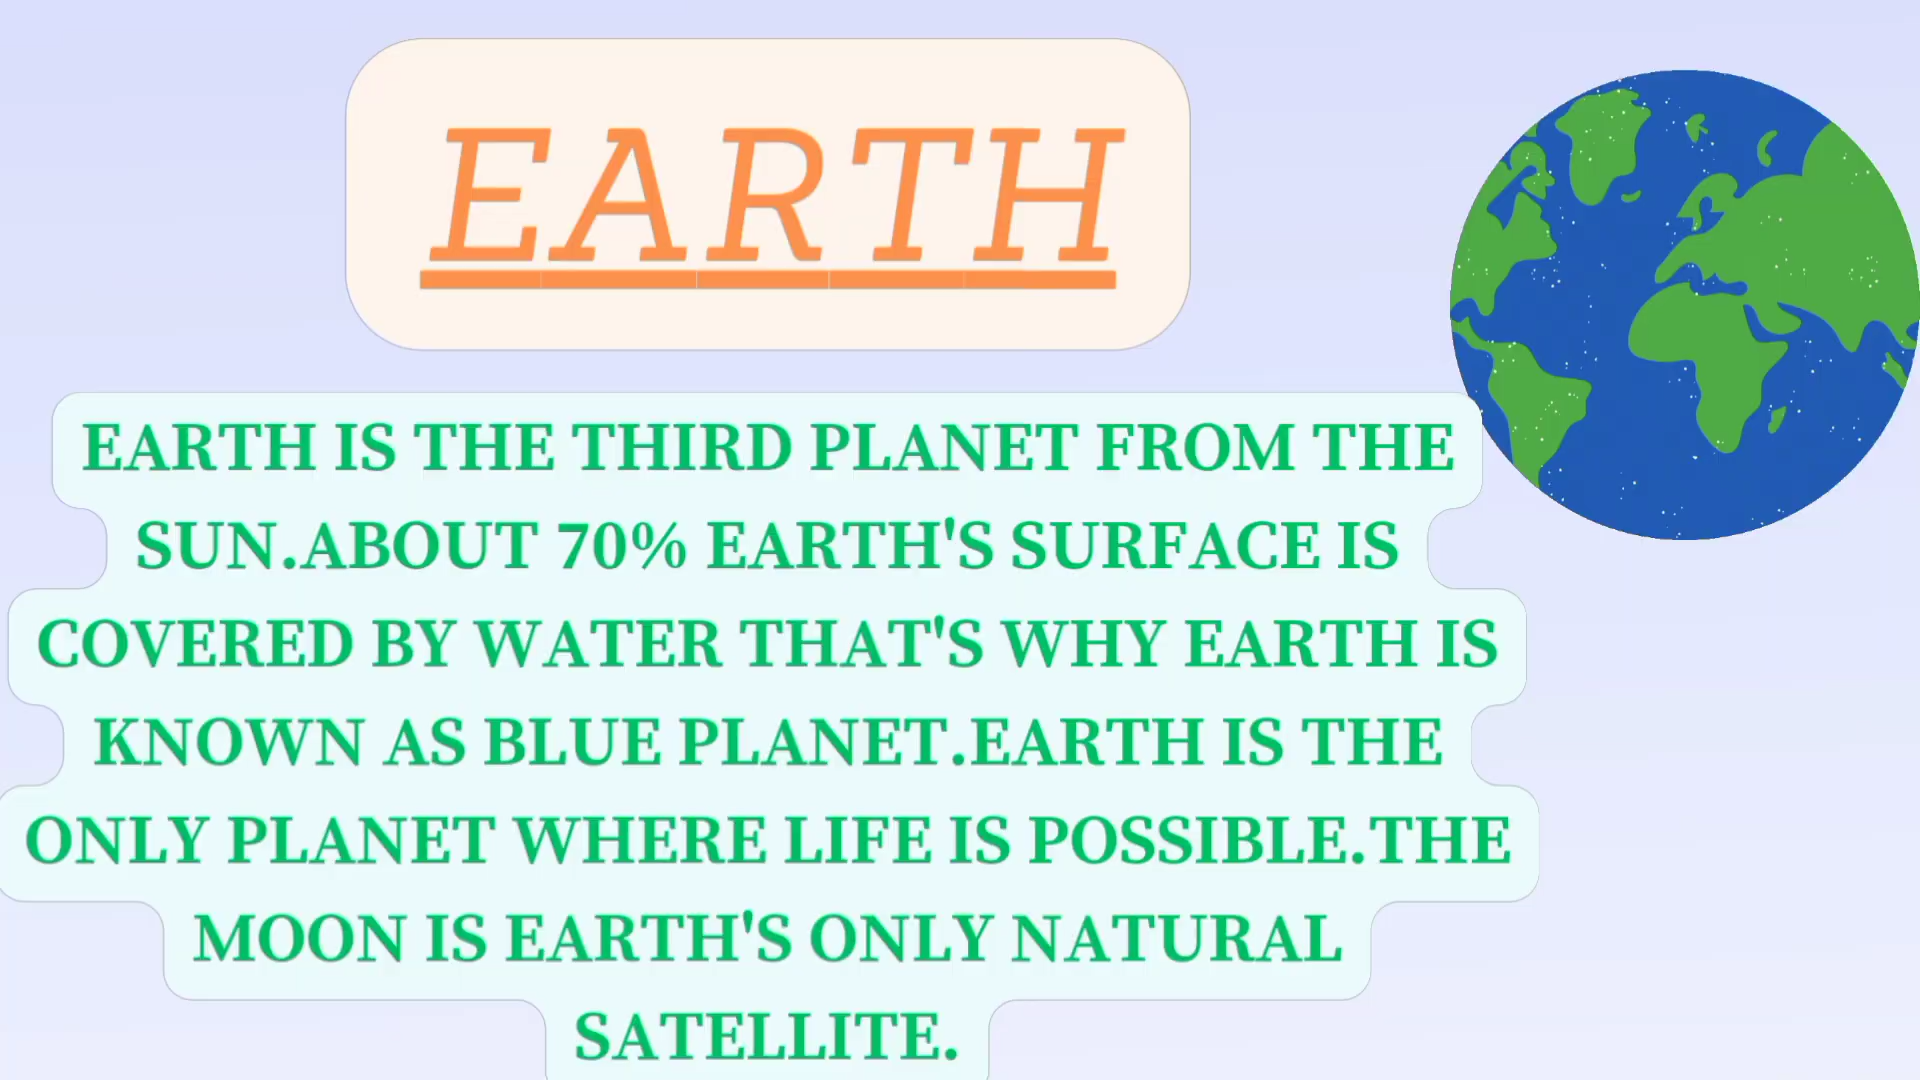 EARTH
EARTH IS THE THIRD PLANET FROM THE
SUN.ABOUT 70% EARTH'S SURFACE IS
COVERED BY WATER THAT'S WHY EARTH IS
KNOWN AS BLUE PLANET.EARTH IS THE
ONLY PLANET WHERE LIFE IS POSSIBLE.THE
MOON IS EARTH'S ONLY NATURAL
SATELLITE.